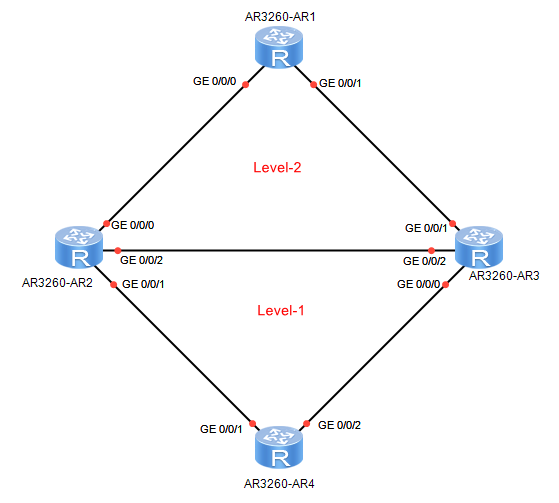 AR3260-AR1
R
GE 0/0/0
GE 0/0/1
Level-2
GE 0/0/0
GE 0/0/1
R
R
GE 0/0/2
GE 0/0/2
AR3260-AR2
GE 0/0/1
GE 0/0/0
AR3260-AR3
Level-1
GE 0/0/1
GE 0/0/2
R
AR3260-AR4